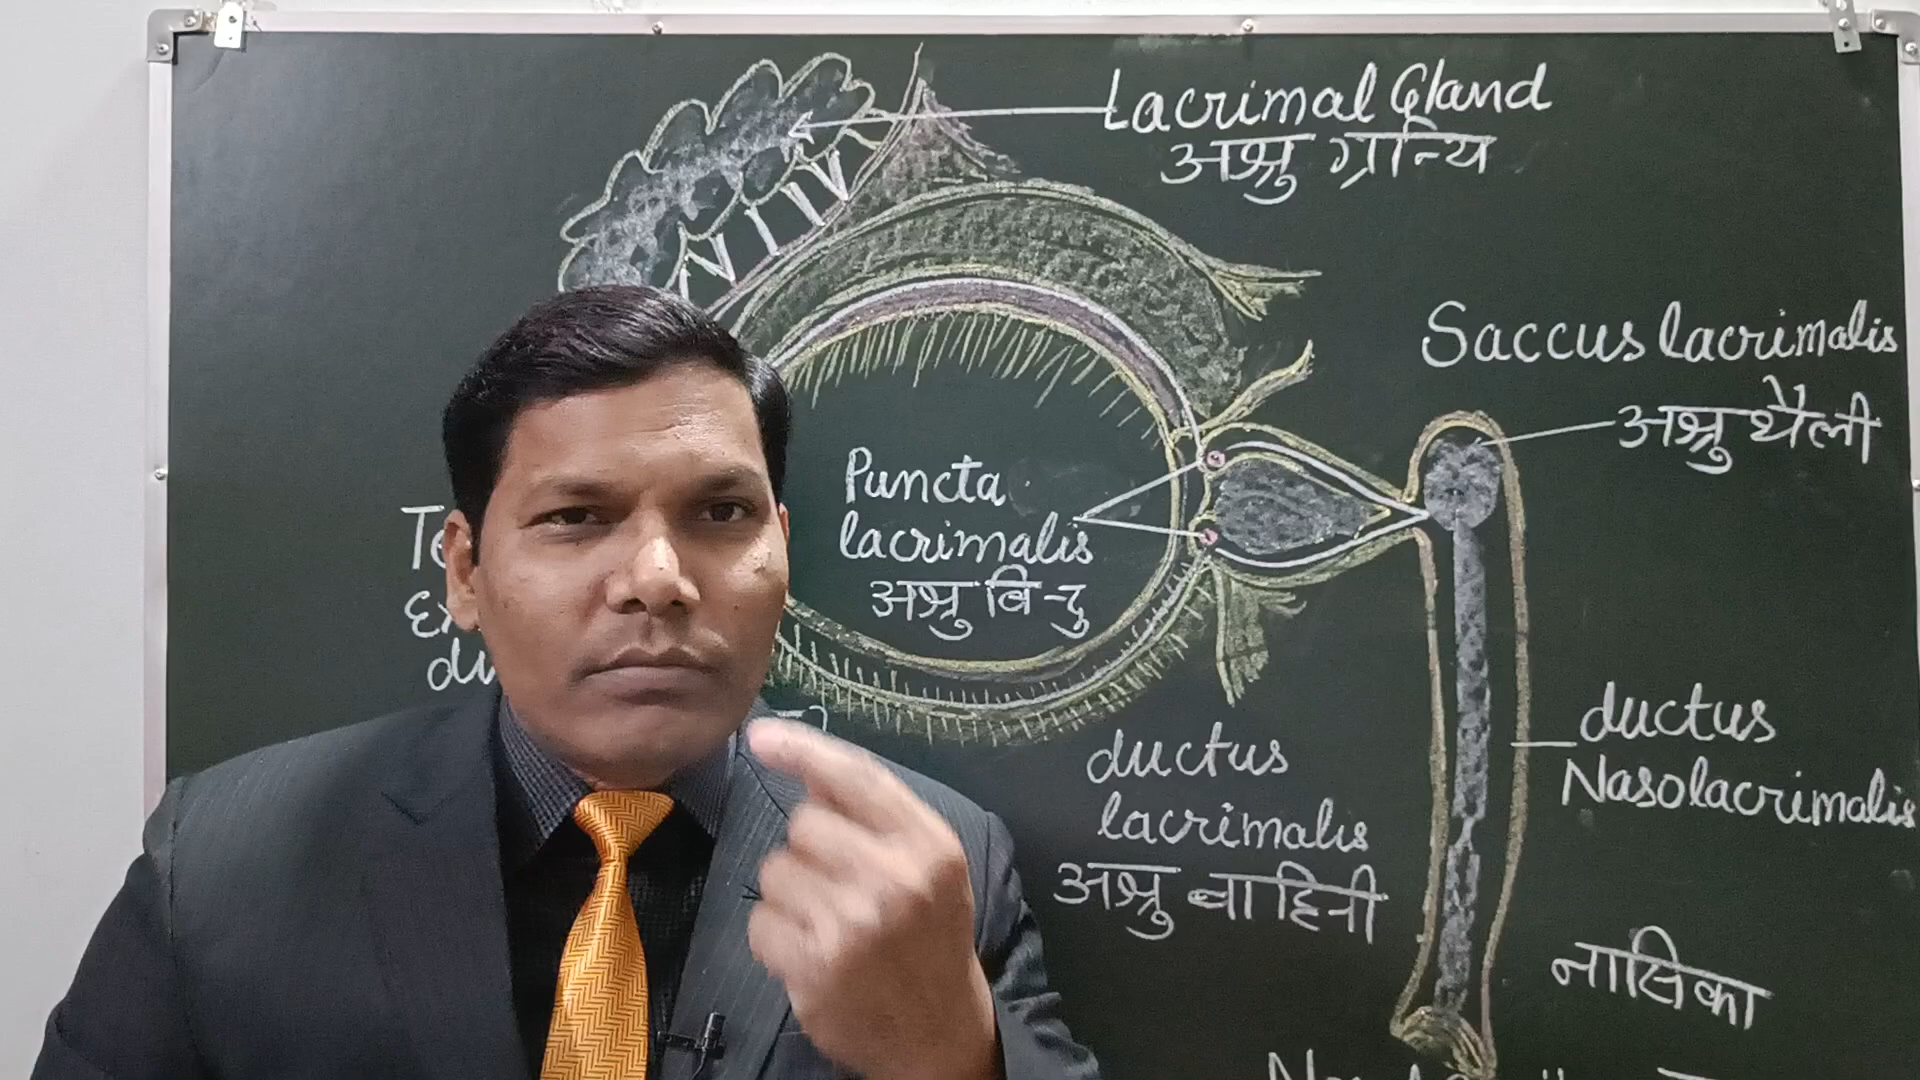 Lacrimal Gland
अश्रु ग्रन्थि
Saccus lacrimalis
अश्रु थैली
Puncta
lacrimalis
अश्रु बिन्दु
ductus
lacrimalis
अश्रु वाहिनी
ductus
Nasolacrimalis
नासिका